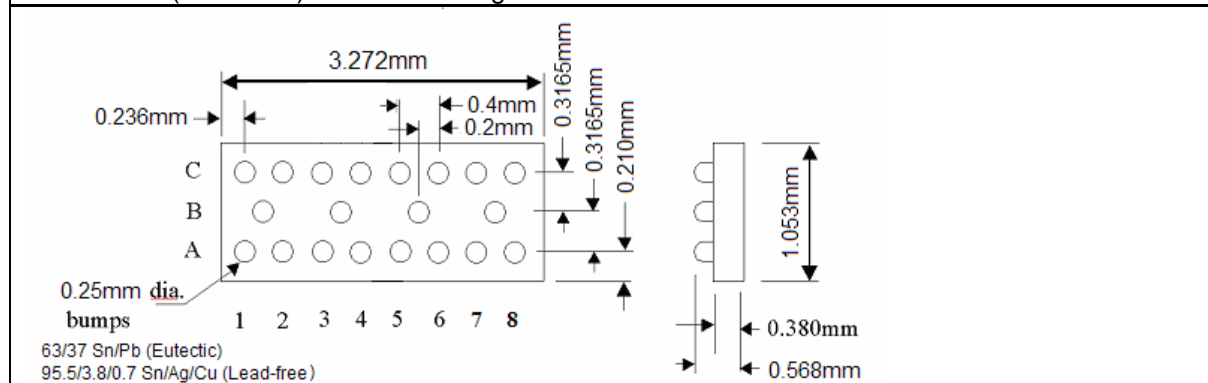 3.272mm
0.236mm
0.4mm
0.2mm
0.3165mm
0.3165mm
0.210mm
C
B
A
1.053mm
0.25mm dia.
bumps
1 2 3 4 5 6 7 8
0.380mm
0.568mm
63/37 Sn/Pb (Eutectic)
95.5/3.8/0.7 Sn/Ag/Cu (Lead-free)